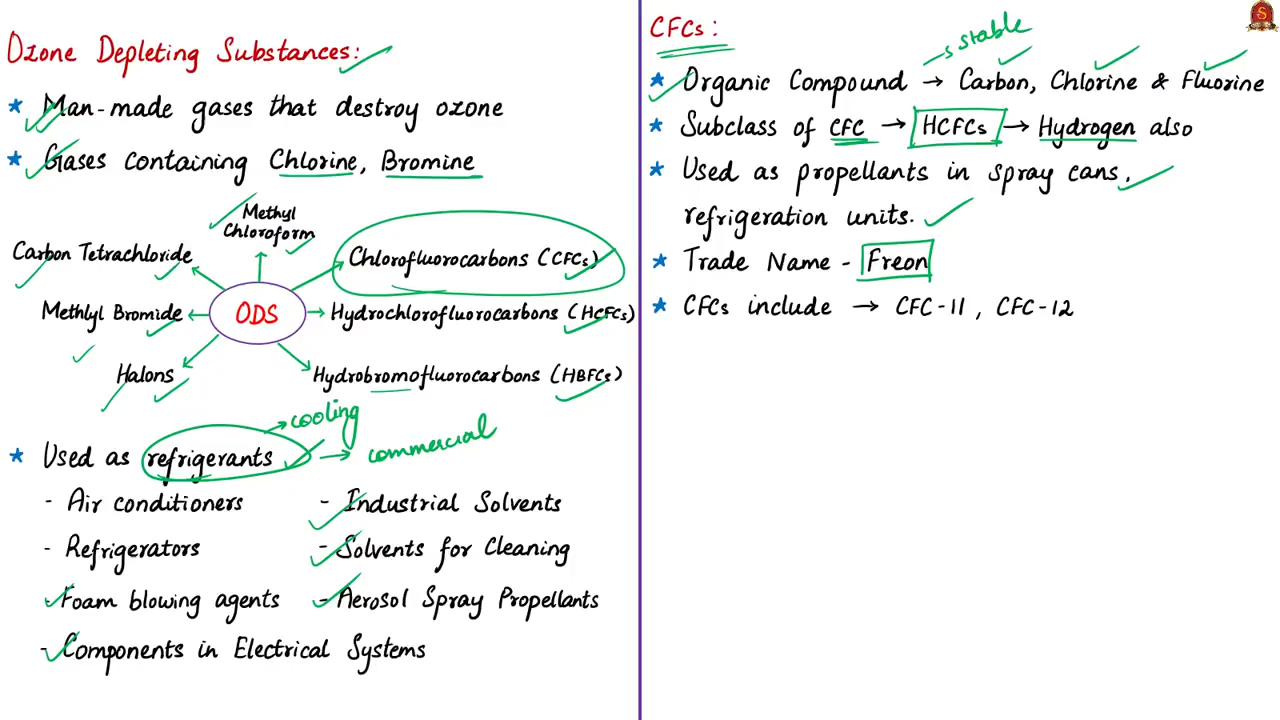 Ozone Depleting Substances:
* Man-made gases that destroy ozone
* Gases containing Chlorine, Bromine
Methyl
Chloroform
Carbon Tetrachloride
Chlorofluorocarbons (CFCs)
Methlyl Bromide
ODS
Hydrochlorofluorocarbons (HCFCs)
Halons
Hydrobromofluorocarbons (HBFCs)
→ cooling
* Used as refrigerants → commercial
- Air conditioners
- Industrial Solvents
- Refrigerators
- Solvents for Cleaning
- Foam blowing agents
- Aerosol Spray Propellants
- Components in Electrical Systems
CFCs:
→ stable
* Organic Compound → Carbon, Chlorine & Fluorine
* Subclass of CFC → HCFCs → Hydrogen also
* Used as propellants in spray cans,
refrigeration units.
* Trade Name - Freon
* CFCs include → CFC-11, CFC-12
S